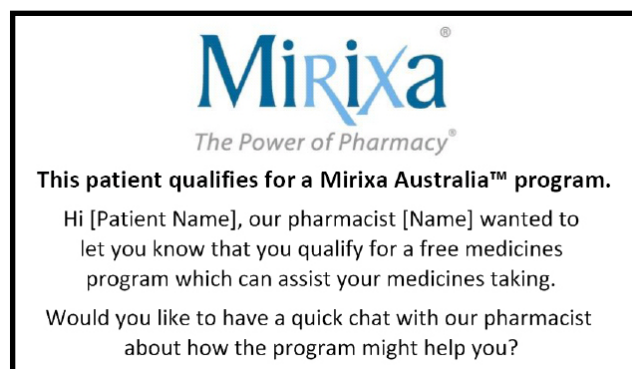 Mirixa®
The Power of Pharmacy®
This patient qualifies for a Mirixa Australia™ program.
Hi [Patient Name], our pharmacist [Name] wanted to
let you know that you qualify for a free medicines
program which can assist your medicines taking.
Would you like to have a quick chat with our pharmacist
about how the program might help you?